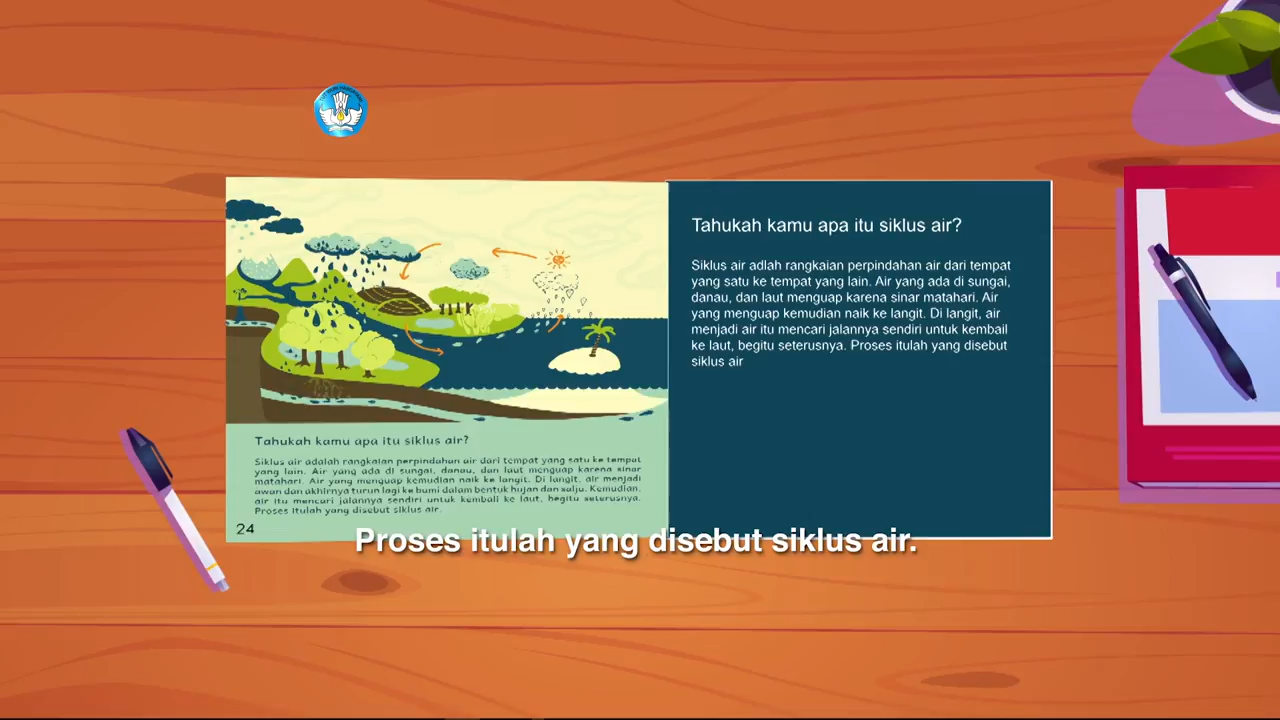 Tahukah kamu apa itu siklus air?
Siklus air adalah rangkaian perpindahan air dari tempat yang satu ke tempat
yang lain. Air yang ada di sungai, danau, dan laut menguap karena sinar
matahari. Air yang menguap kemudian naik ke langit. Di langit, air menjadi
awan dan akhirnya turun lagi ke bumi dalam bentuk hujan dan salju. Kemudian,
air itu mencari jalannya sendiri untuk kembali ke laut, begitu seterusnya.
Proses itulah yang disebut siklus air.
24
Tahukah kamu apa itu siklus air?
Siklus air adlah rangkaian perpindahan air dari tempat
yang satu ke tempat yang lain. Air yang ada di sungai,
danau, dan laut menguap karena sinar matahari. Air
yang menguap kemudian naik ke langit. Di langit, air
menjadi air itu mencari jalannya sendiri untuk kembail
ke laut, begitu seterusnya. Proses itulah yang disebut
siklus air
Proses itulah yang disebut siklus air.